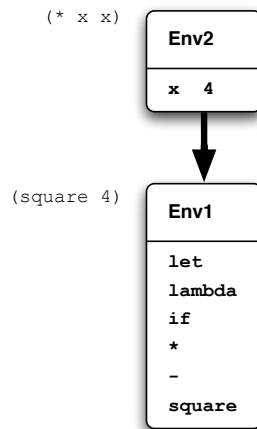 (* x x)
Env2
x 4
(square 4)
Env1
let
lambda
if
*
-
square